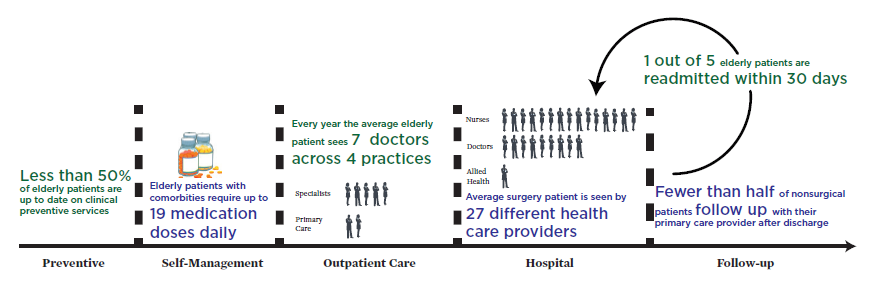 1 out of 5 elderly patients are
readmitted within 30 days
Less than 50%
of elderly patients are
up to date on clinical
preventive services
Elderly patients with
comorbities require up to
19 medication
doses daily
Every year the average elderly
patient sees 7 doctors
across 4 practices
Specialists
Primary
Care
Nurses
Doctors
Allied
Health
Average surgery patient is seen by
27 different health
care providers
Fewer than half of nonsurgical
patients follow up with their
primary care provider after discharge
Preventive
Self-Management
Outpatient Care
Hospital
Follow-up